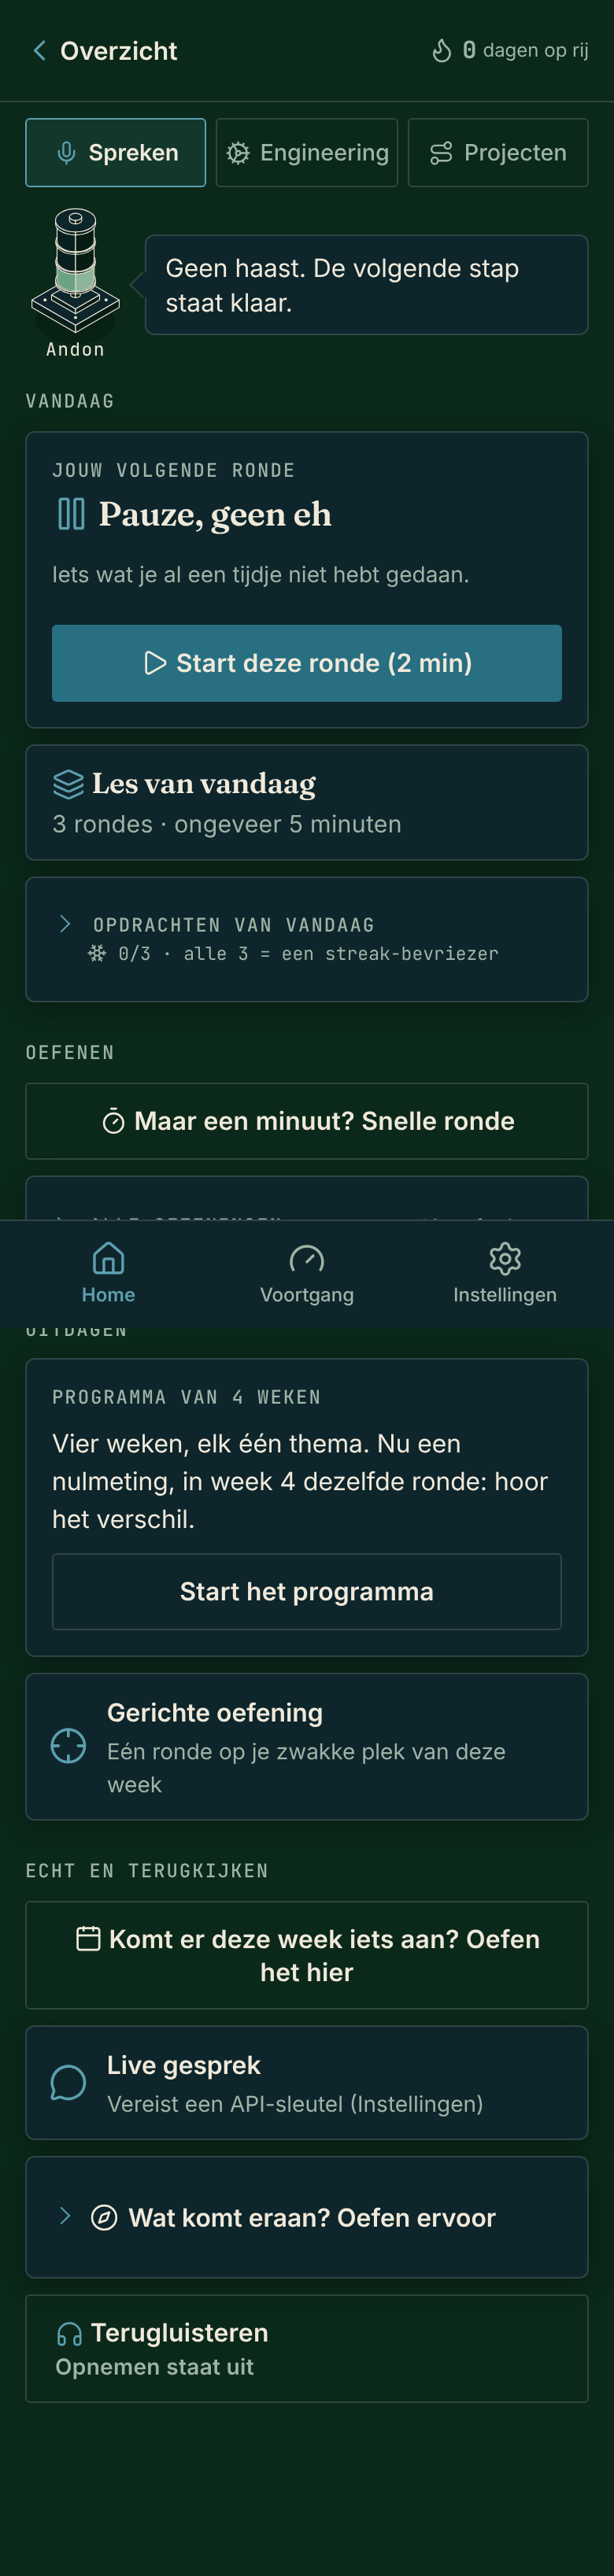 Overzicht
0 dagen op rij
Spreken
Engineering
Projecten
Geen haast. De volgende stap
staat klaar.
Andon
VANDAAG
JOUW VOLGENDE RONDE
Pauze, geen eh
Iets wat je al een tijdje niet hebt gedaan.
Start deze ronde (2 min)
Les van vandaag
3 rondes · ongeveer 5 minuten
OPDRACHTEN VAN VANDAAG
0/3 · alle 3 = een streak-bevriezer
OEFENEN
Maar een minuut? Snelle ronde
Home
Voortgang
Instellingen
UITDAGEN
PROGRAMMA VAN 4 WEKEN
Vier weken, elk één thema. Nu een
nulmeting, in week 4 dezelfde ronde: hoor
het verschil.
Start het programma
Gerichte oefening
Eén ronde op je zwakke plek van deze
week
ECHT EN TERUGKIJKEN
Komt er deze week iets aan? Oefen
het hier
Live gesprek
Vereist een API-sleutel (Instellingen)
Wat komt eraan? Oefen ervoor
Terugluisteren
Opnemen staat uit